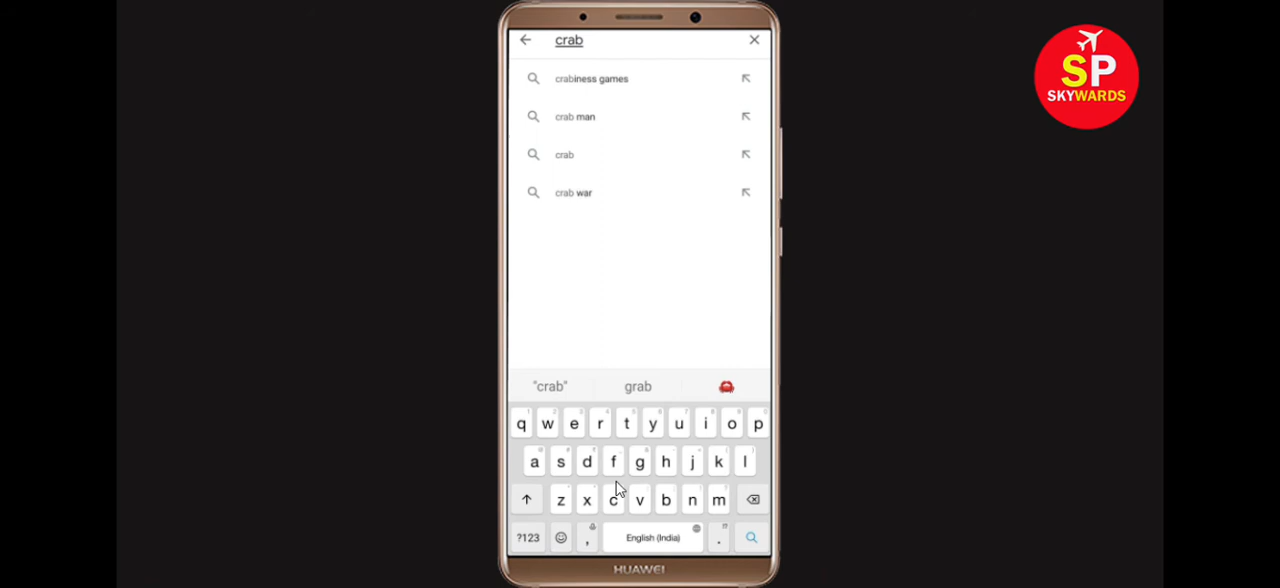 crab
SP
SKYWARDS
crabiness games
crab man
crab
crab war
"crab" grab
q w e r t y u i o p
a s d f g h j k l
z x c v b n m
?123 , English (India) .
HUAWEI